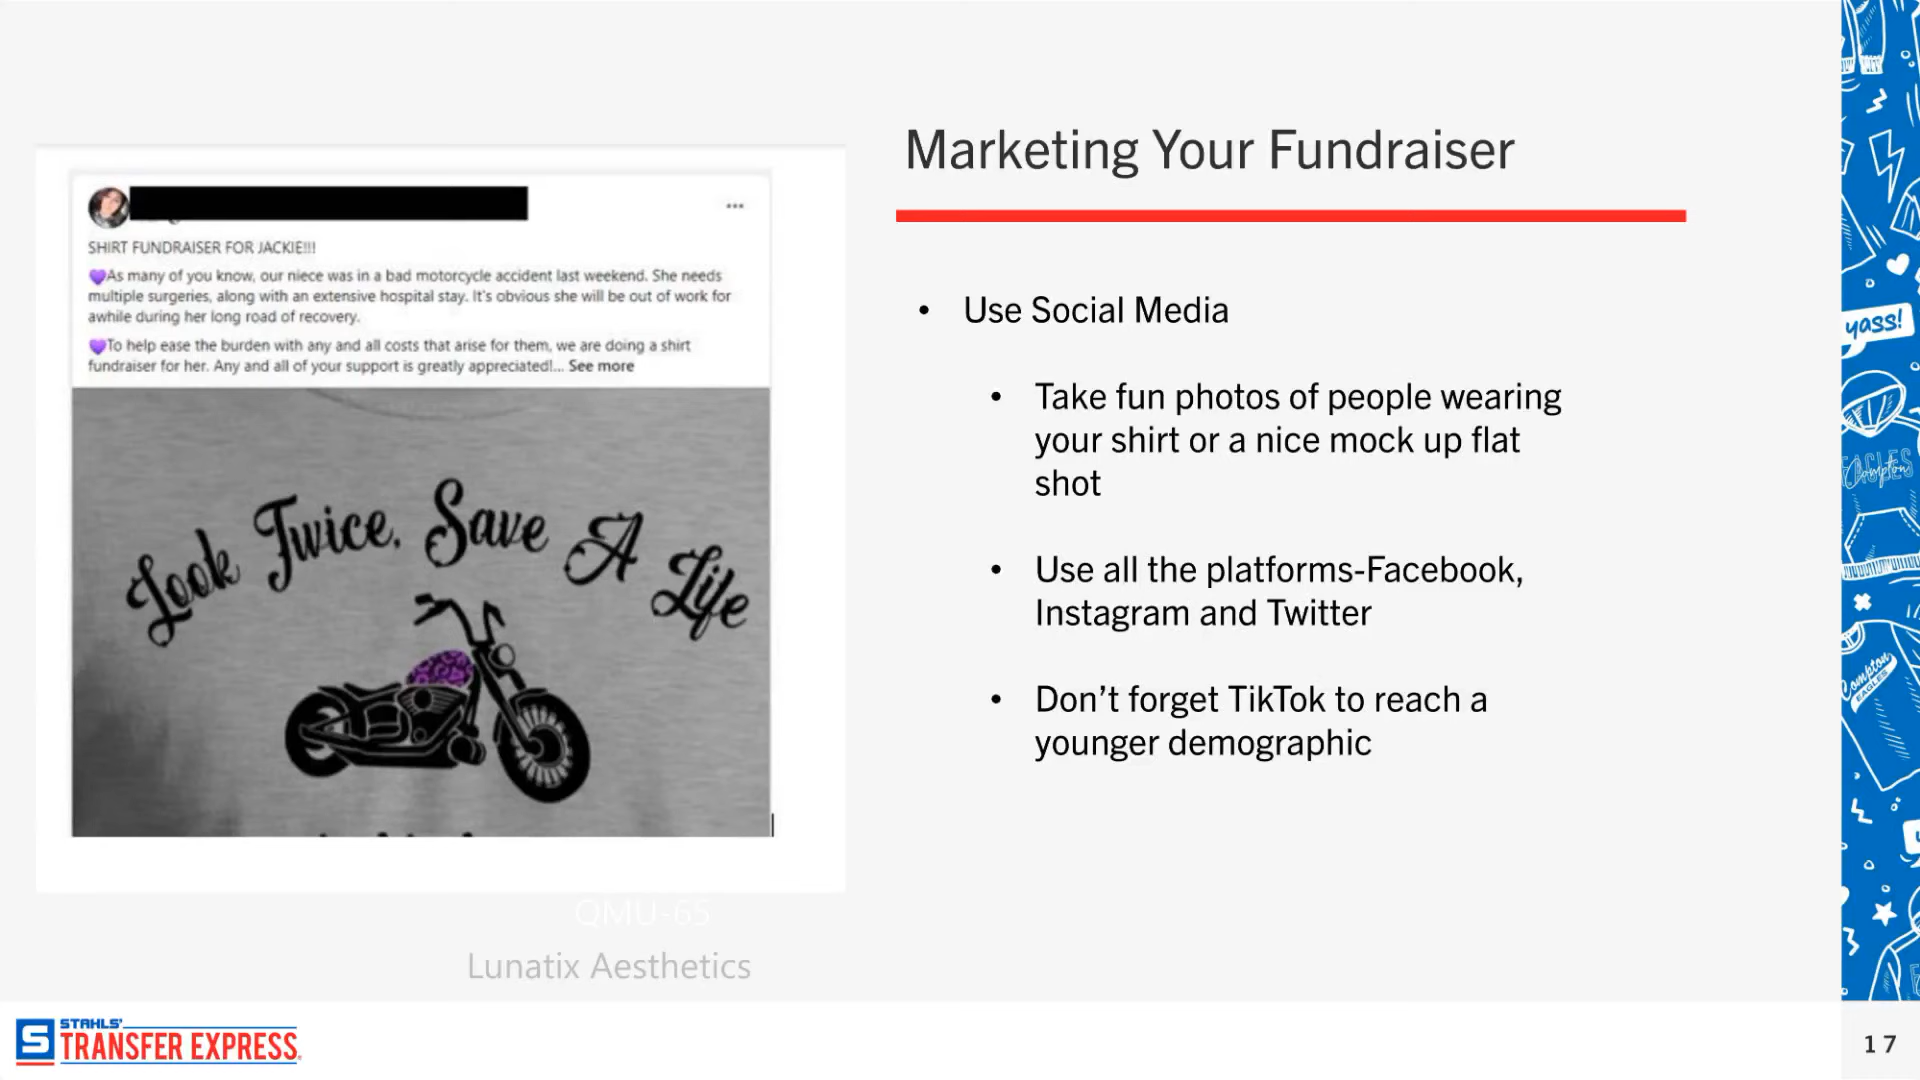 Marketing Your Fundraiser
SHIRT FUNDRAISER FOR JACKIE!!!
💜As many of you know, our niece was in a bad motorcycle accident last weekend. She needs
multiple surgeries, along with an extensive hospital stay. It's obvious she will be out of work for
awhile during her long road of recovery.
💜To help ease the burden with any and all costs that arise for them, we are doing a shirt
fundraiser for her. Any and all of your support is greatly appreciated!... See more
Look Twice, Save A Life
• Use Social Media
• Take fun photos of people wearing
your shirt or a nice mock up flat
shot
• Use all the platforms-Facebook,
Instagram and Twitter
• Don’t forget TikTok to reach a
younger demographic
QMU-65
Lunatix Aesthetics
yass!
EAGLES
Compton
Compton
EAGLES
S STAHLS'
TRANSFER EXPRESS
17